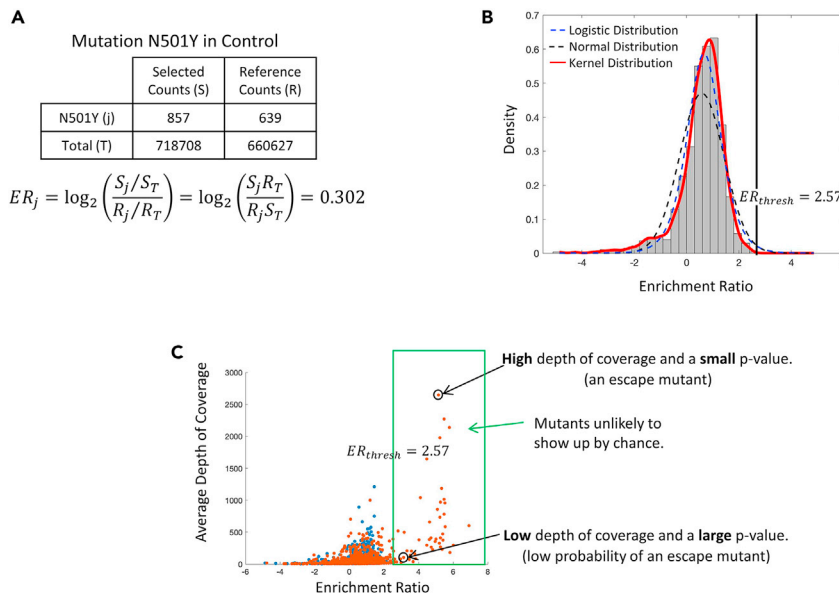 A
Mutation N501Y in Control
Selected Counts (S)
Reference Counts (R)
N501Y (j)
857
639
Total (T)
718708
660627
ER_j = log_2 (S_j/S_T / R_j/R_T) = log_2 (S_jR_T / R_jS_T) = 0.302
B
0.7
0.6
0.5
0.4
0.3
0.2
0.1
0
Density
Logistic Distribution
Normal Distribution
Kernel Distribution
ER_thresh = 2.57
-4
-2
0
2
4
Enrichment Ratio
C
3000
2500
2000
1500
1000
500
0
Average Depth of Coverage
ER_thresh = 2.57
-6
-4
-2
0
2
4
6
8
Enrichment Ratio
High depth of coverage and a small p-value.
(an escape mutant)
Mutants unlikely to
show up by chance.
Low depth of coverage and a large p-value.
(low probability of an escape mutant)